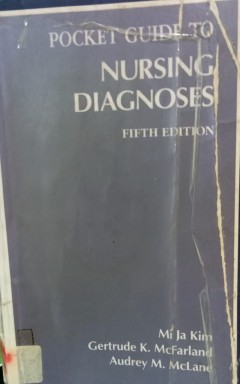 POCKET GUIDE TO
NURSING
DIAGNOSES
FIFTH EDITION
Mi Ja Kim
Gertrude K. McFarland
Audrey M. McLane